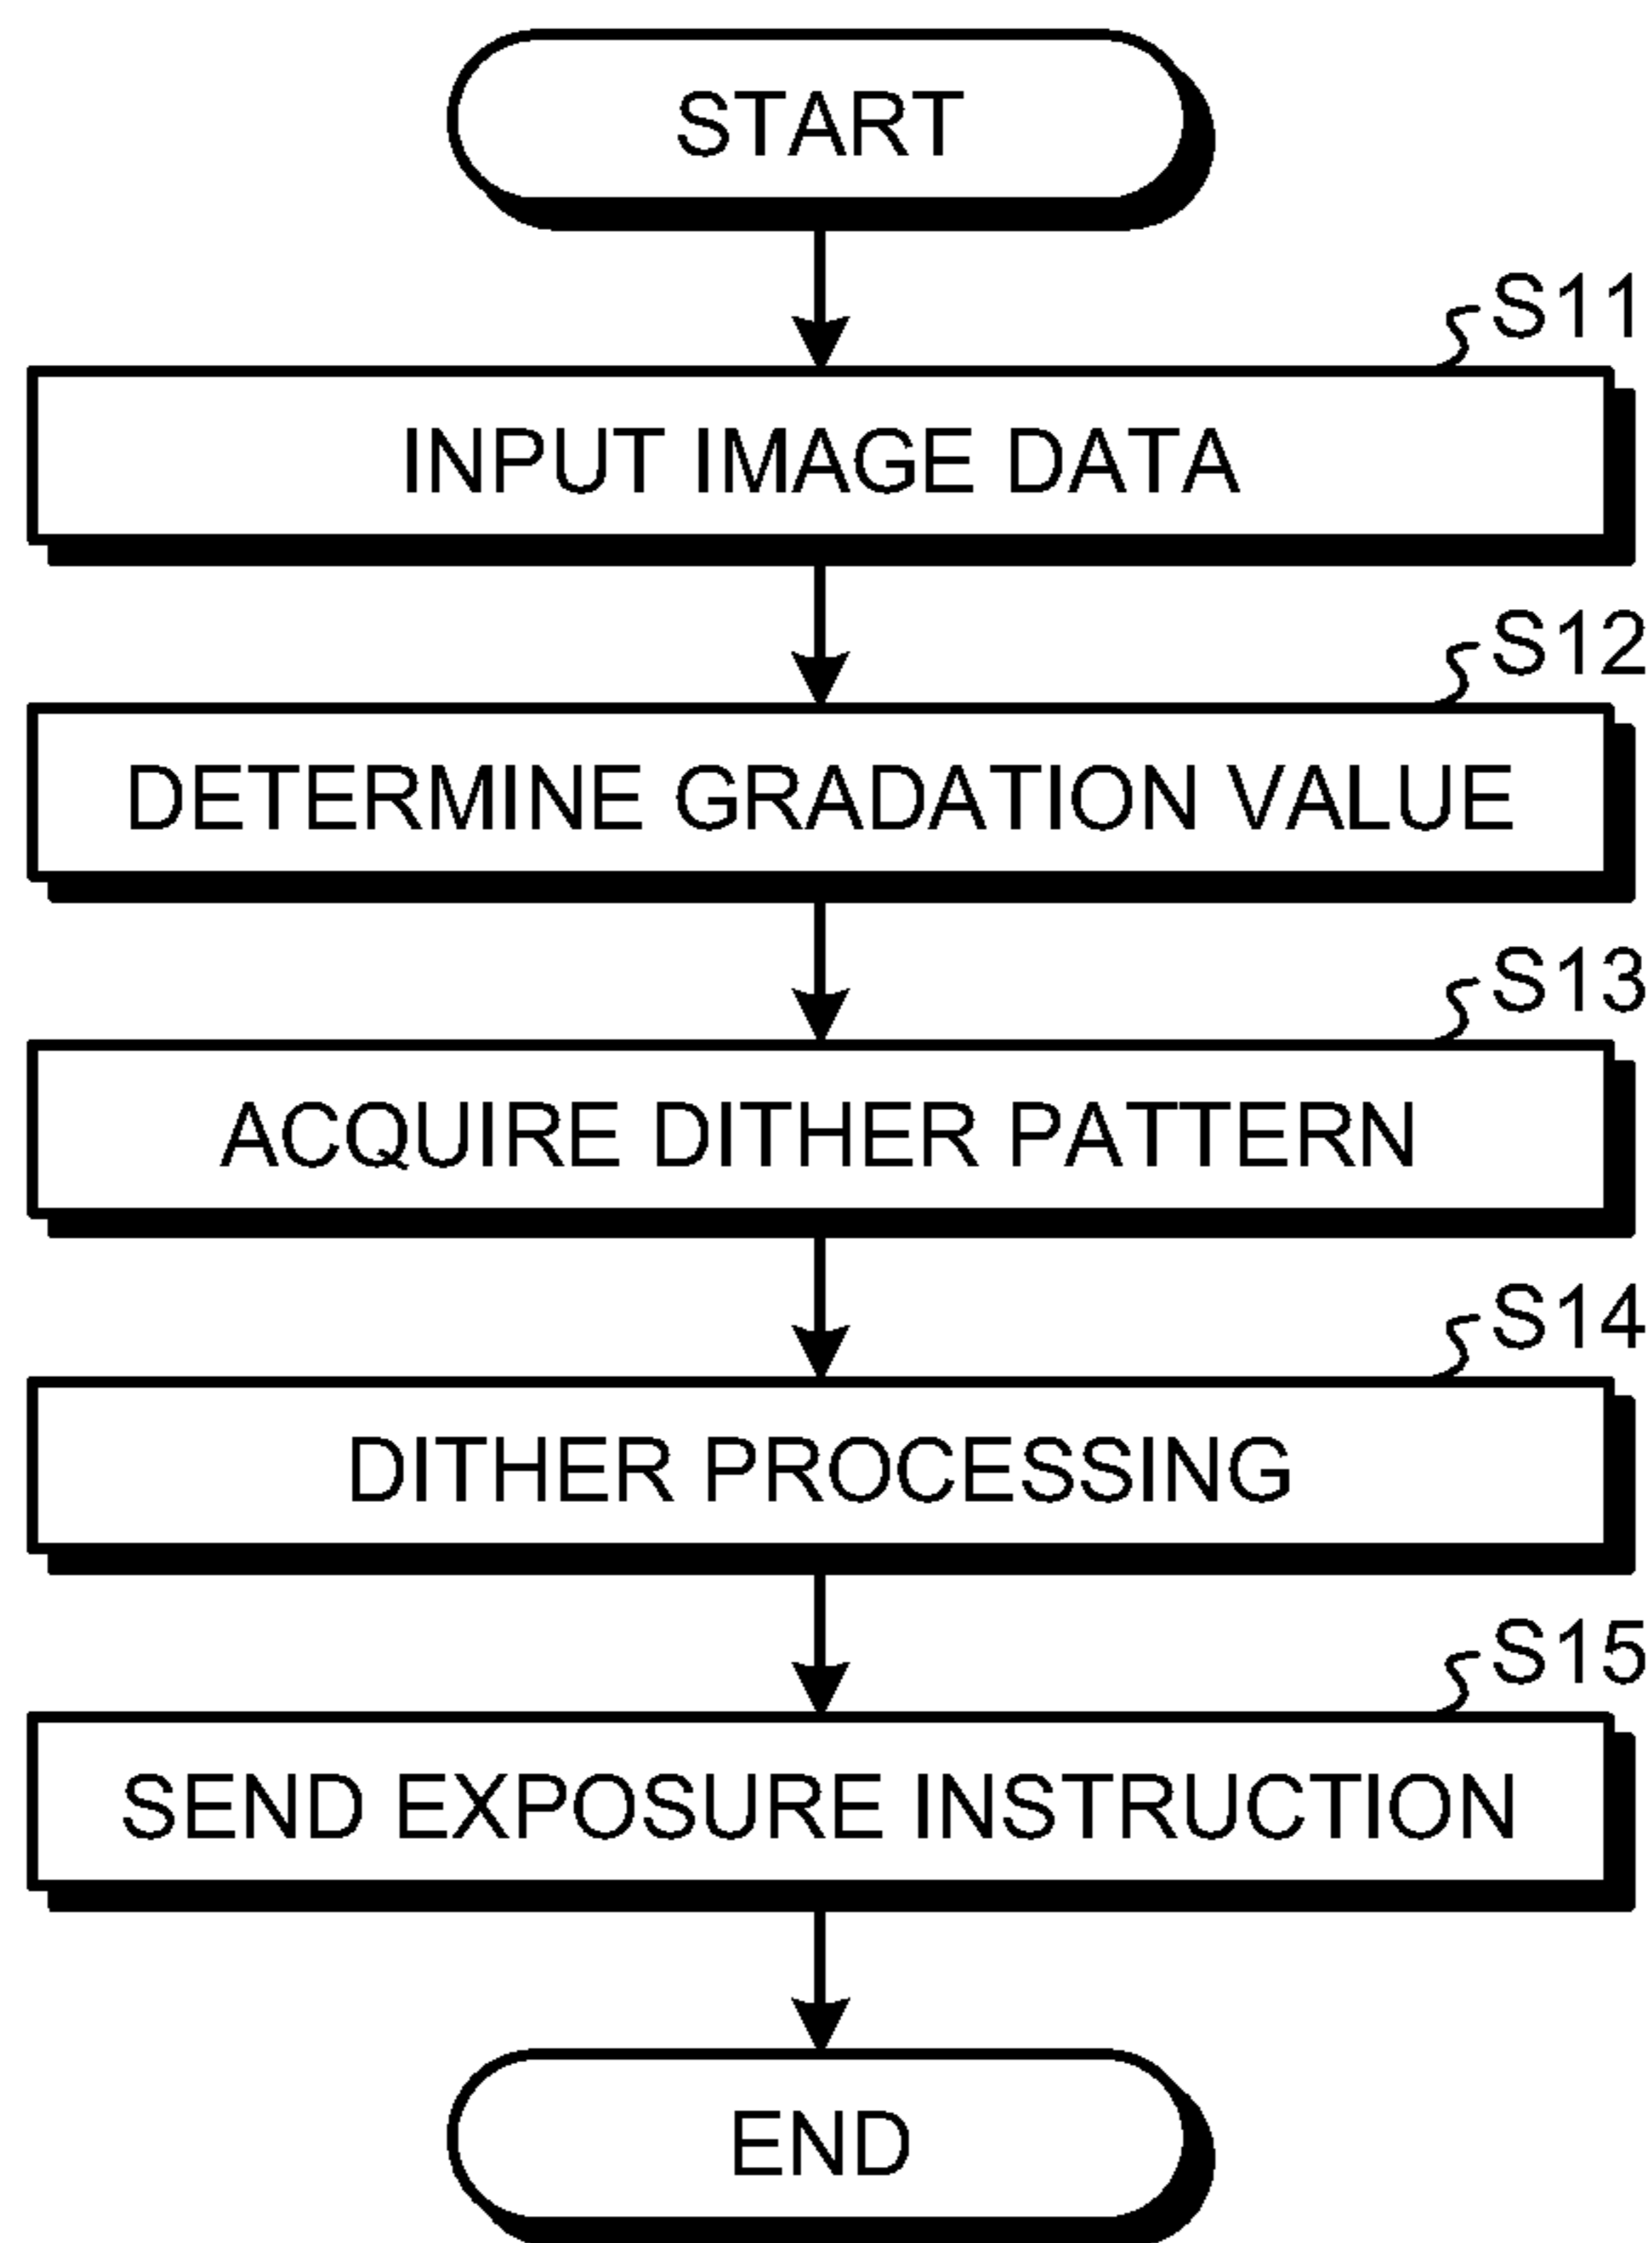 START
S11
INPUT IMAGE DATA
S12
DETERMINE GRADATION VALUE
S13
ACQUIRE DITHER PATTERN
S14
DITHER PROCESSING
S15
SEND EXPOSURE INSTRUCTION
END